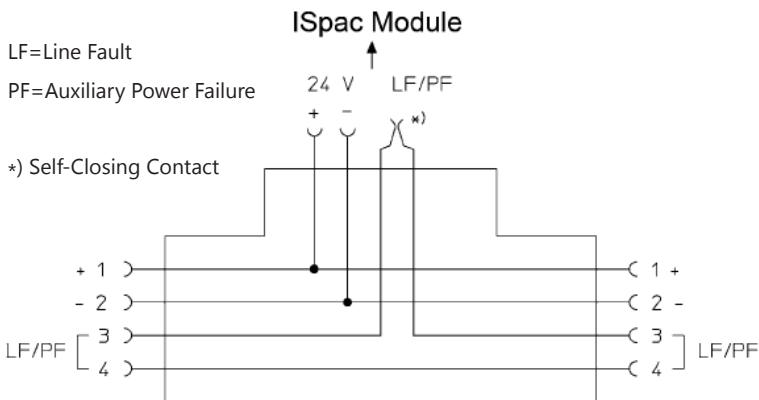 ISpac Module
LF=Line Fault
PF=Auxiliary Power Failure
24 V LF/PF
+ - *)
*) Self-Closing Contact
+ 1 1 +
- 2 2 -
3 3
LF/PF LF/PF
4 4